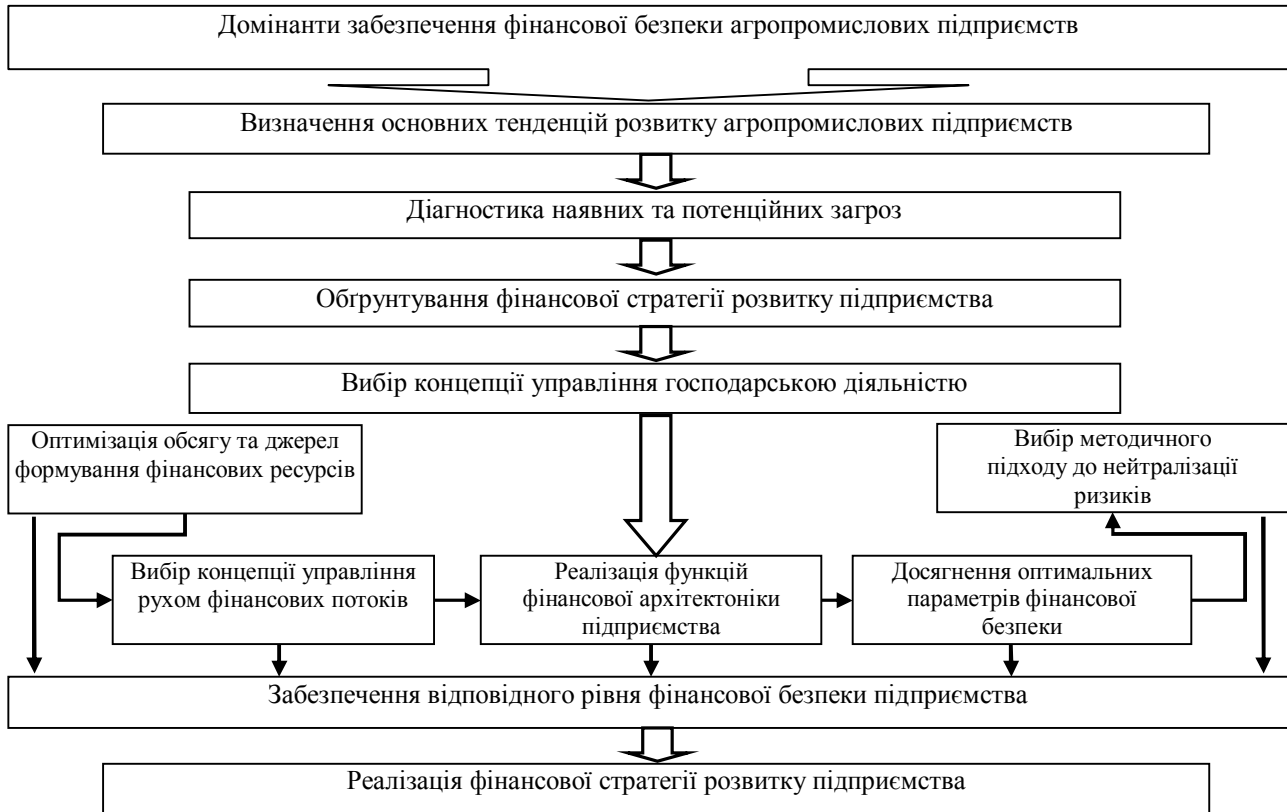 Домінанти забезпечення фінансової безпеки агропромислових підприємств
Визначення основних тенденцій розвитку агропромислових підприємств
Діагностика наявних та потенційних загроз
Обґрунтування фінансової стратегії розвитку підприємства
Вибір концепції управління господарською діяльністю
Оптимізація обсягу та джерел
формування фінансових ресурсів
Вибір методичного
підходу до нейтралізації
ризиків
Вибір концепції управління
рухом фінансових потоків
Реалізація функцій
фінансової архітектоніки
підприємства
Досягнення оптимальних
параметрів фінансової
безпеки
Забезпечення відповідного рівня фінансової безпеки підприємства
Реалізація фінансової стратегії розвитку підприємства